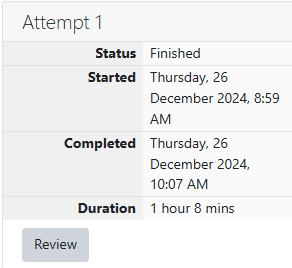 Attempt 1
Status Finished
Started Thursday, 26
December 2024, 8:59
AM
Completed Thursday, 26
December 2024,
10:07 AM
Duration 1 hour 8 mins
Review